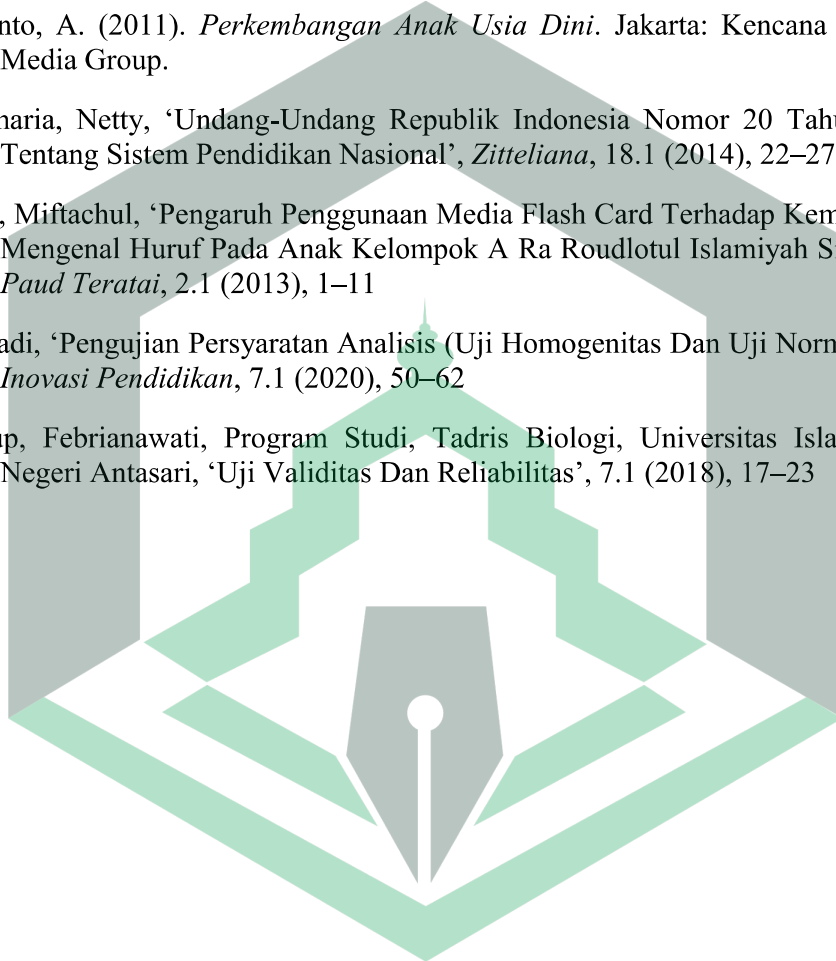 nto, A. (2011). Perkembangan Anak Usia Dini. Jakarta: Kencana
Media Group.
naria, Netty, ‘Undang-Undang Republik Indonesia Nomor 20 Tahu
Tentang Sistem Pendidikan Nasional’, Zitteliana, 18.1 (2014), 22–27
, Miftachul, ‘Pengaruh Penggunaan Media Flash Card Terhadap Kem
Mengenal Huruf Pada Anak Kelompok A Ra Roudlotul Islamiyah S
Paud Teratai, 2.1 (2013), 1–11
adi, ‘Pengujian Persyaratan Analisis (Uji Homogenitas Dan Uji Norm
Inovasi Pendidikan, 7.1 (2020), 50–62
up, Febrianawati, Program Studi, Tadris Biologi, Universitas Isla
Negeri Antasari, ‘Uji Validitas Dan Reliabilitas’, 7.1 (2018), 17–23